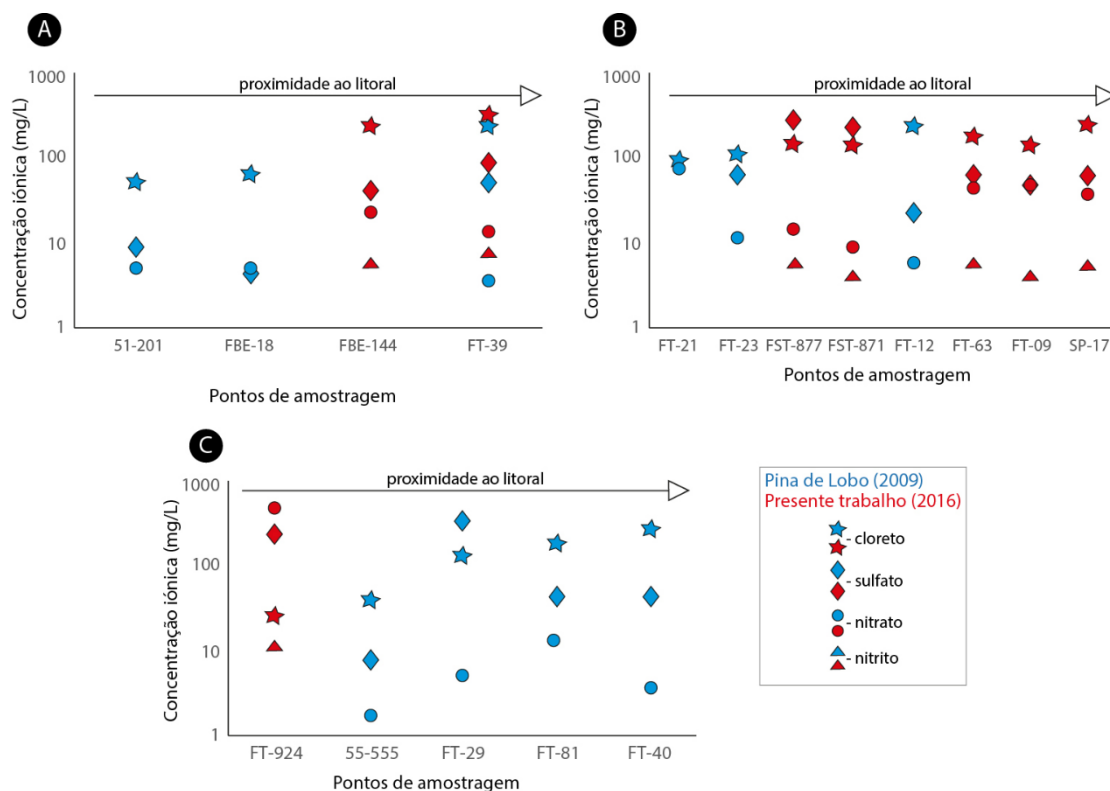 A
Concentração iónica (mg/L)
proximidade ao litoral
1000
100
10
1
51-201 FBE-18 FBE-144 FT-39
Pontos de amostragem
B
Concentração iónica (mg/L)
proximidade ao litoral
1000
100
10
1
FT-21 FT-23 FST-877 FST-871 FT-12 FT-63 FT-09 SP-17
Pontos de amostragem
C
Concentração iónica (mg/L)
proximidade ao litoral
1000
100
10
1
FT-924 55-555 FT-29 FT-81 FT-40
Pontos de amostragem
Pina de Lobo (2009)
Presente trabalho (2016)
- cloreto
- sulfato
- nitrato
- nitrito